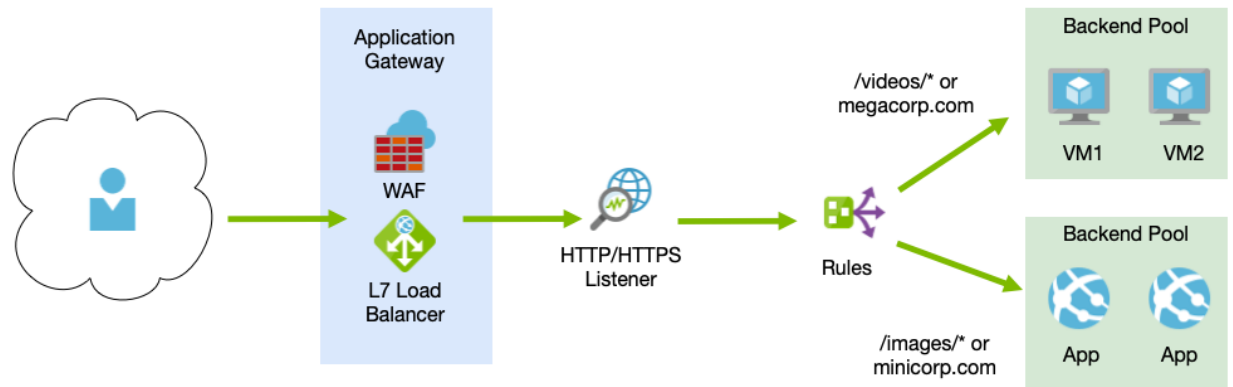 Application
Gateway
WAF
L7 Load
Balancer
HTTP/HTTPS
Listener
Rules
/videos/* or
megacorp.com
/images/* or
minicorp.com
Backend Pool
VM1 VM2
Backend Pool
App App